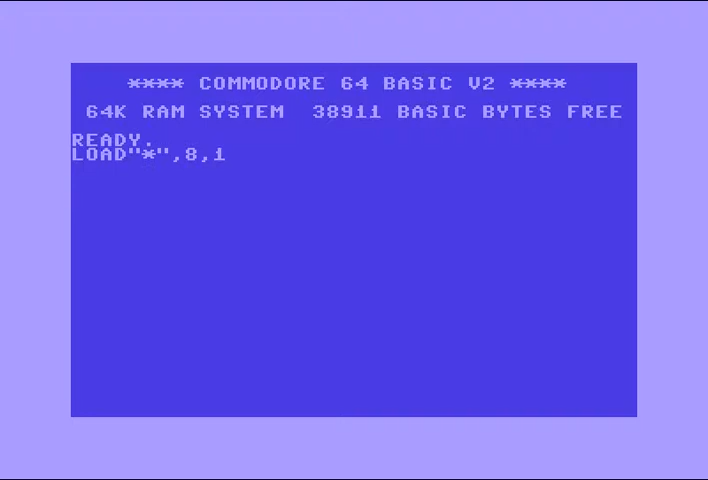 **** COMMODORE 64 BASIC V2 ****
64K RAM SYSTEM  38911 BASIC BYTES FREE
READY.
LOAD"*",8,1